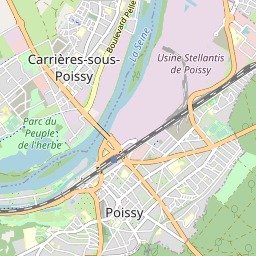 Boulevard Pelle
La Seine
Carrières-sous-
Poissy
Usine Stellantis
de Poissy
Parc du
Peuple
de l'herbe
Poissy